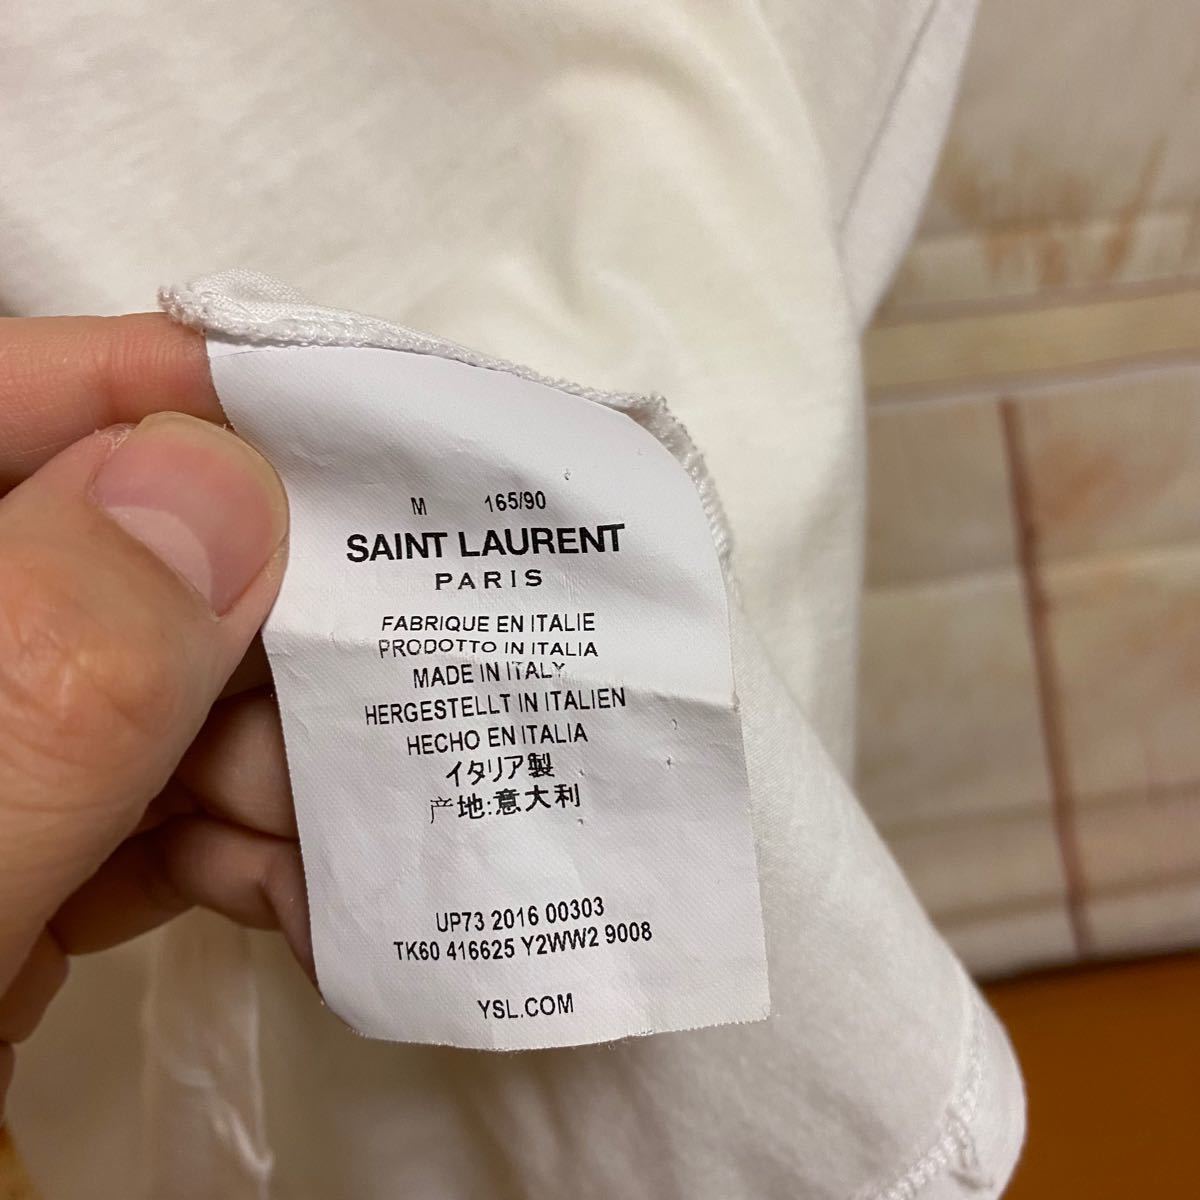 M 165/90
SAINT LAURENT
PARIS
FABRIQUE EN ITALIE
PRODOTTO IN ITALIA
MADE IN ITALY
HERGESTELLT IN ITALIEN
HECHO EN ITALIA
イタリア製
产地:意大利
UP73 2016 00303
TK60 416625 Y2WW2 9008
YSL.COM